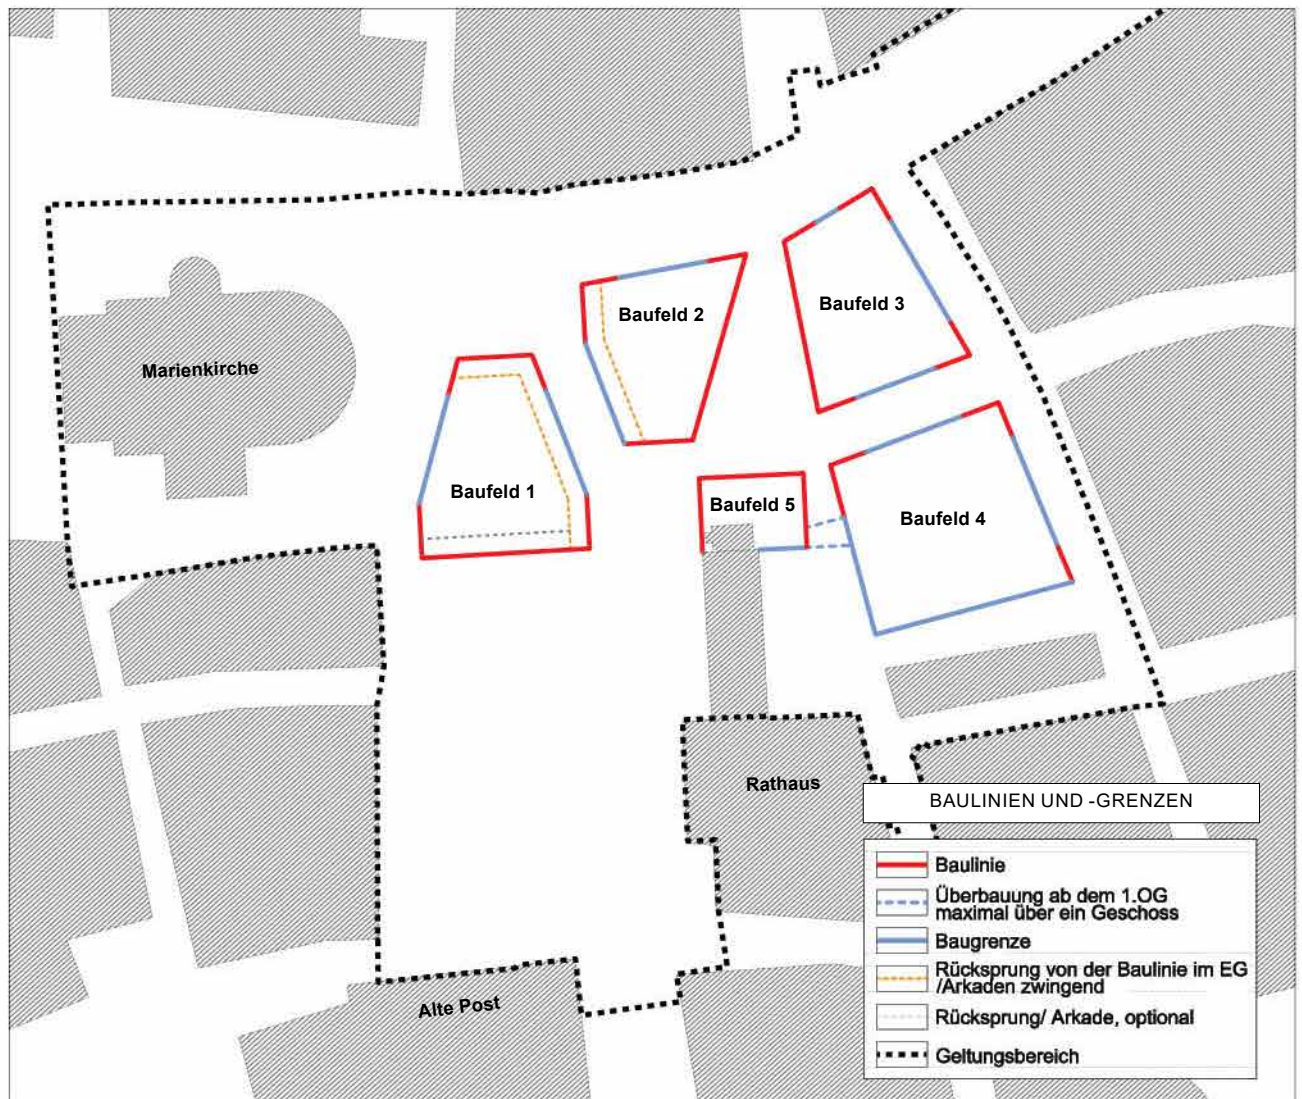 Baufeld 3
Baufeld 2
Marienkirche
Baufeld 1
Baufeld 5
Baufeld 4
Rathaus
Alte Post
BAULINIEN UND -GRENZEN
Baulinie
Überbauung ab dem 1.OG
maximal über ein Geschoss
Baugrenze
Rücksprung von der Baulinie im EG
/Arkaden zwingend
Rücksprung/ Arkade, optional
Geltungsbereich